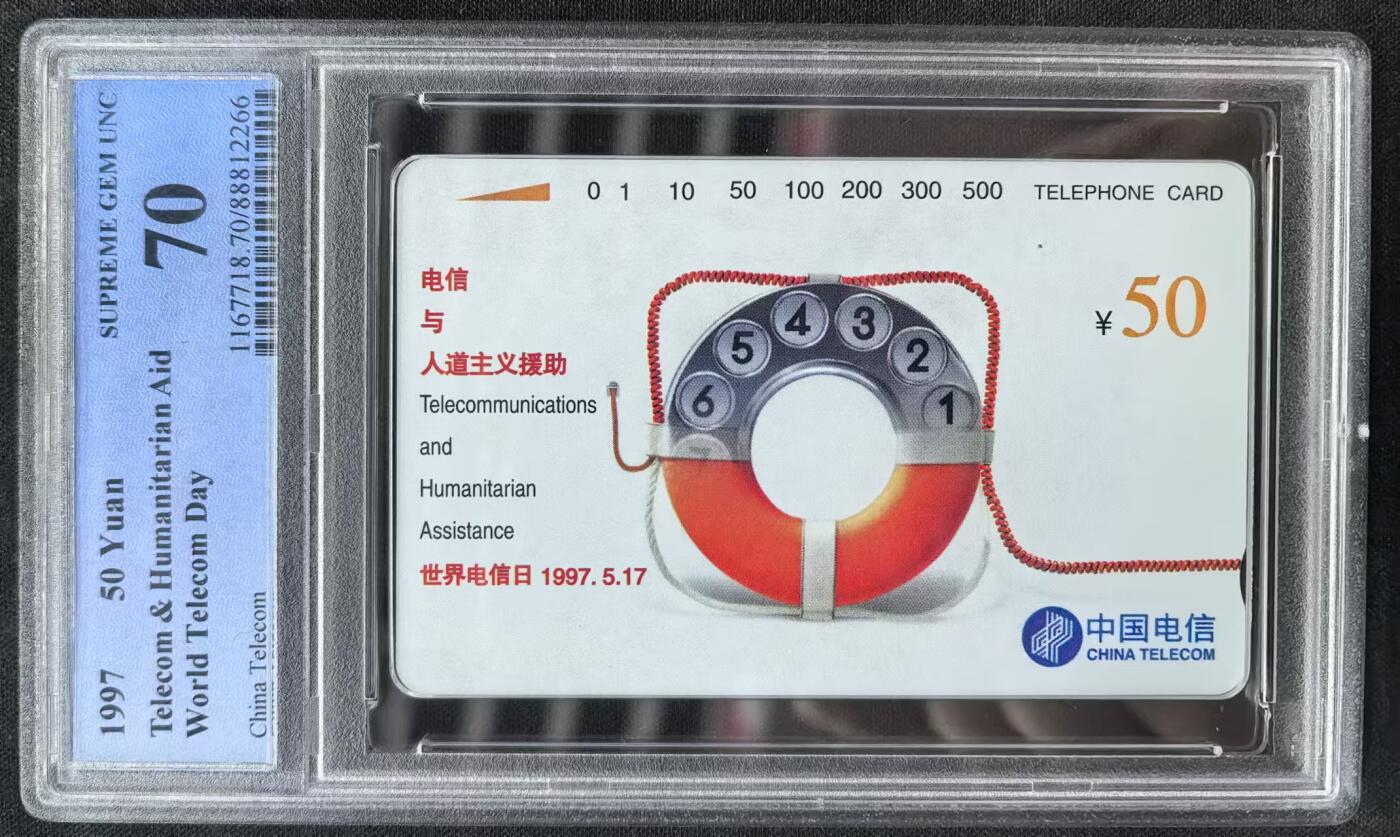 1997 50 Yuan SUPREME GEM UNC
Telecom & Humanitarian Aid 70
World Telecom Day
1167718.70/88812266
China Telecom
0 1 10 50 100 200 300 500 TELEPHONE CARD
电信
与
人道主义援助
Telecommunications
and
Humanitarian
Assistance
世界电信日 1997. 5.17
¥50
4 3
5 2
6 1
7
中国电信
CHINA TELECOM